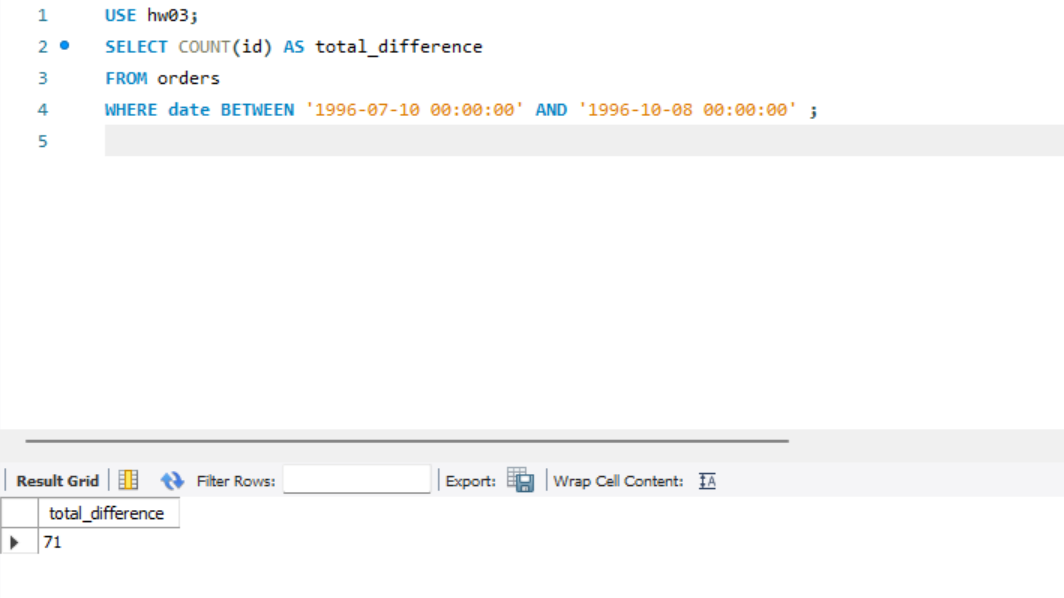 1 USE hw03;
2 SELECT COUNT(id) AS total_difference
3 FROM orders
4 WHERE date BETWEEN '1996-07-10 00:00:00' AND '1996-10-08 00:00:00' ;
5
Result Grid Filter Rows: Export: Wrap Cell Content: IA
total_difference
71